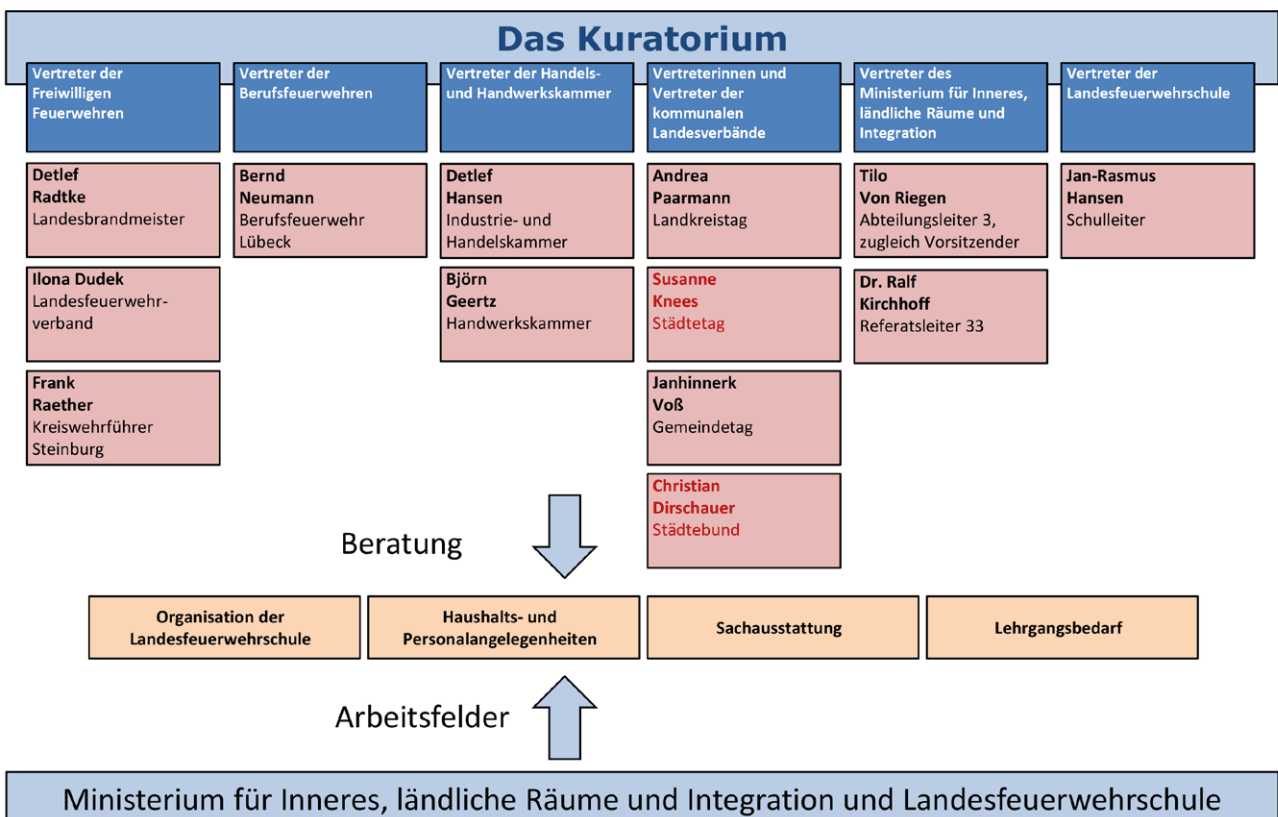 Das Kuratorium
Vertreter der
Freiwilligen
Feuerwehren
Vertreter der
Berufsfeuerwehren
Vertreter der Handels-
und Handwerkskammer
Vertreterinnen und
Vertreter der
kommunalen
Landesverbände
Vertreter des
Ministerium für Inneres,
ländliche Räume und
Integration
Vertreter der
Landesfeuerwehrschule
Detlef
Radtke
Landesbrandmeister
Ilona Dudek
Landesfeuerwehr-
verband
Frank
Raether
Kreiswehrführer
Steinburg
Bernd
Neumann
Berufsfeuerwehr
Lübeck
Detlef
Hansen
Industrie- und
Handelskammer
Björn
Geertz
Handwerkskammer
Andrea
Paarmann
Landkreistag
Susanne
Knees
Städtetag
Janhinnerk
Voß
Gemeindetag
Christian
Dirschauer
Städtebund
Tilo
Von Riegen
Abteilungsleiter 3,
zugleich Vorsitzender
Dr. Ralf
Kirchhoff
Referatsleiter 33
Jan-Rasmus
Hansen
Schulleiter
Beratung
Organisation der
Landesfeuerwehrschule
Haushalts- und
Personalangelegenheiten
Sachausstattung
Lehrgangsbedarf
Arbeitsfelder
Ministerium für Inneres, ländliche Räume und Integration und Landesfeuerwehrschule